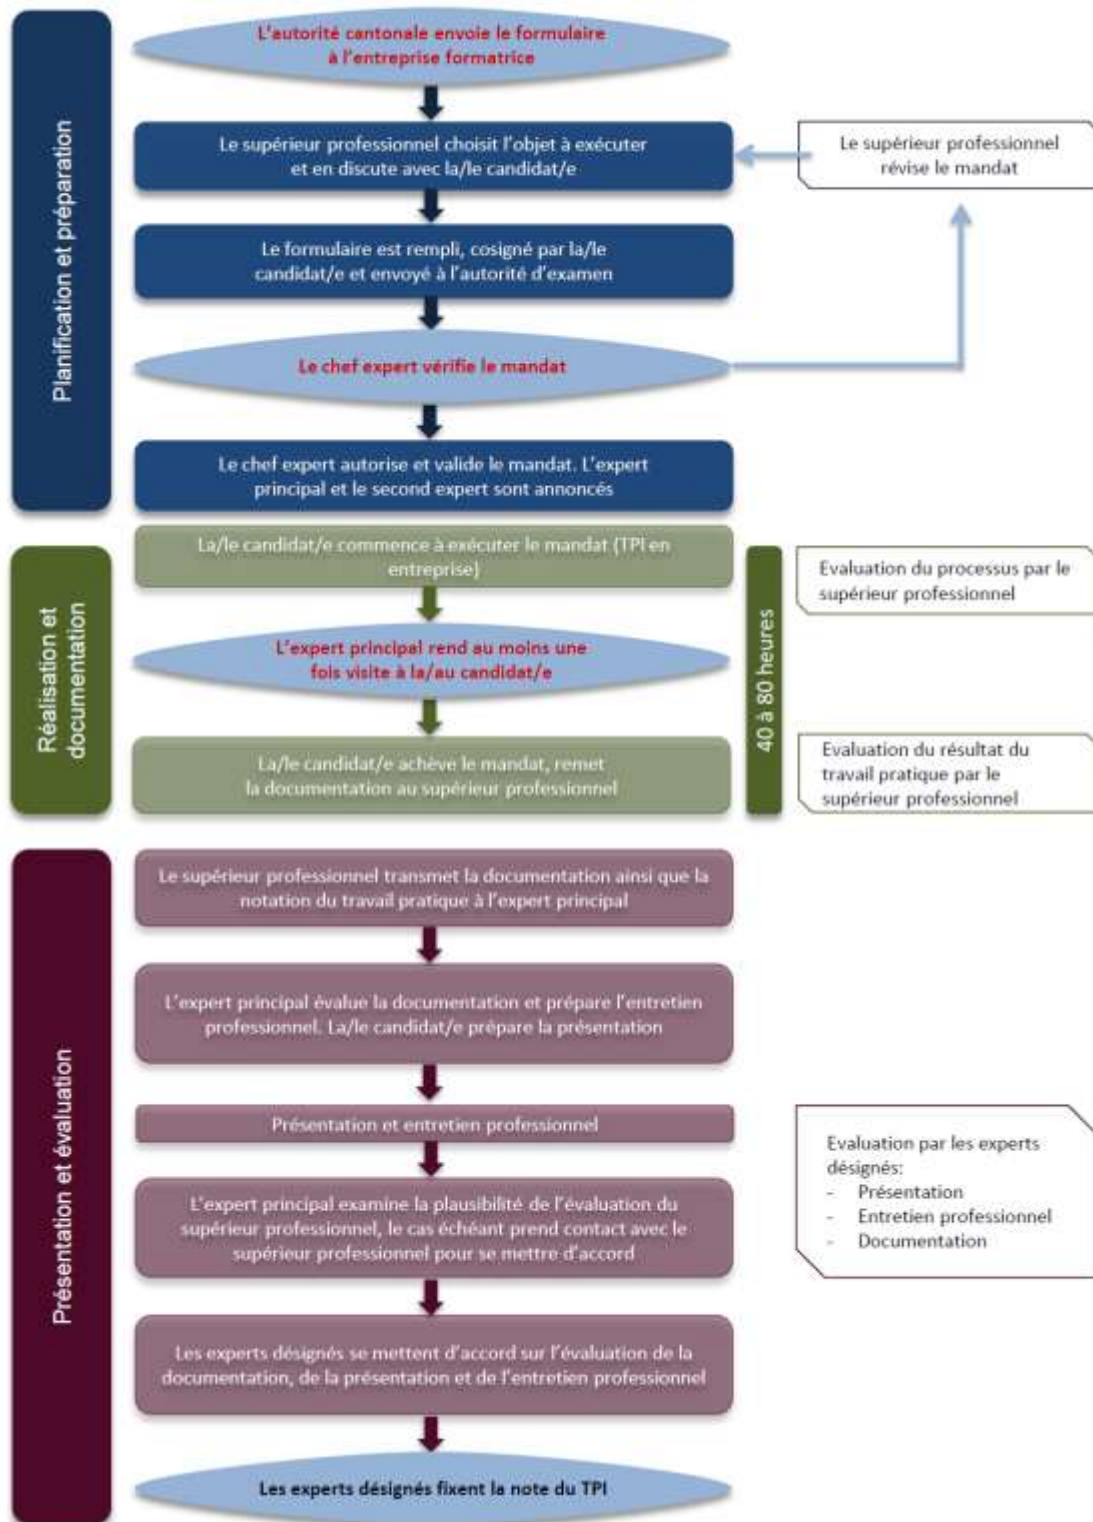 Planification et préparation
L'autorité cantonale envoie le formulaire
à l'entreprise formatrice
Le supérieur professionnel choisit l'objet à exécuter
et en discute avec la/le candidat/e
Le supérieur professionnel
révise le mandat
Le formulaire est rempli, cosigné par la/le
candidat/e et envoyé à l'autorité d'examen
Le chef expert vérifie le mandat
Le chef expert autorise et valide le mandat. L'expert
principal et le second expert sont annoncés
Réalisation et
documentation
La/le candidat/e commence à exécuter le mandat (TPI en
entreprise)
L'expert principal rend au moins une
fois visite à la/au candidat/e
La/le candidat/e achève le mandat, remet
la documentation au supérieur professionnel
40 à 80 heures
Evaluation du processus par le
supérieur professionnel
Evaluation du résultat du
travail pratique par le
supérieur professionnel
Présentation et évaluation
Le supérieur professionnel transmet la documentation ainsi que la
notation du travail pratique à l'expert principal
L'expert principal évalue la documentation et prépare l'entretien
professionnel. La/le candidat/e prépare la présentation
Présentation et entretien professionnel
L'expert principal examine la plausibilité de l'évaluation du
supérieur professionnel, le cas échéant prend contact avec le
supérieur professionnel pour se mettre d'accord
Les experts désignés se mettent d'accord sur l'évaluation de la
documentation, de la présentation et de l'entretien professionnel
Les experts désignés fixent la note du TPI
Evaluation par les experts
désignés:
- Présentation
- Entretien professionnel
- Documentation